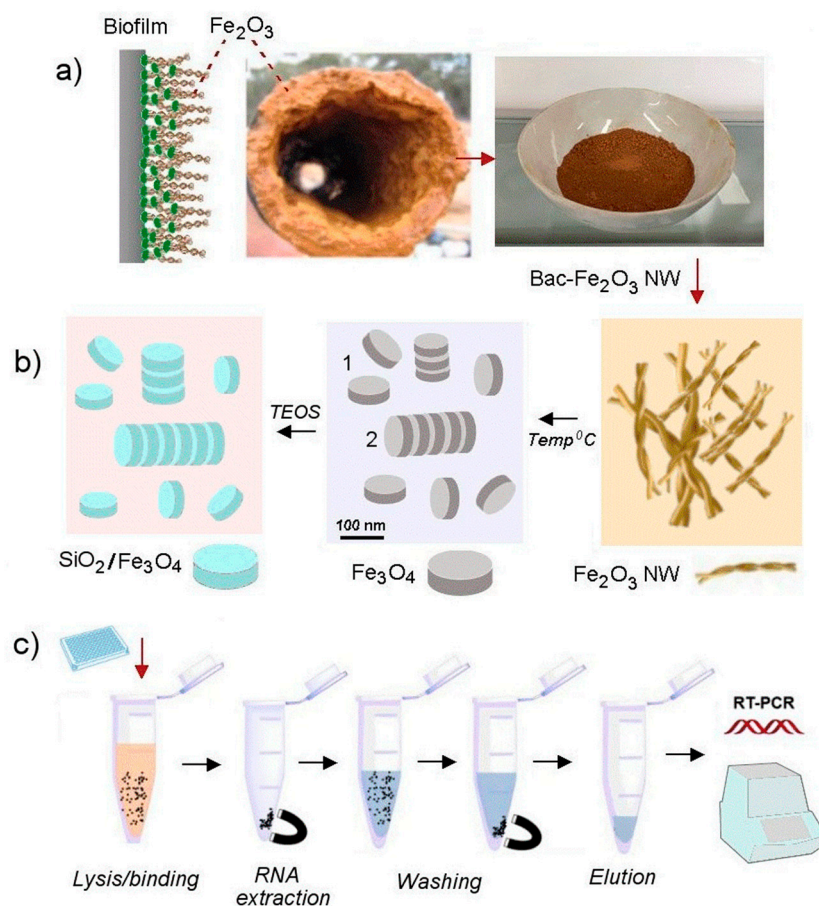 Biofilm
Fe₂O₃
a)
Bac-Fe₂O₃ NW
b)
1
2
TEOS
Temp⁰C
100 nm
SiO₂/Fe₃O₄
Fe₃O₄
Fe₂O₃ NW
c)
RT-PCR
Lysis/binding
RNA
extraction
Washing
Elution